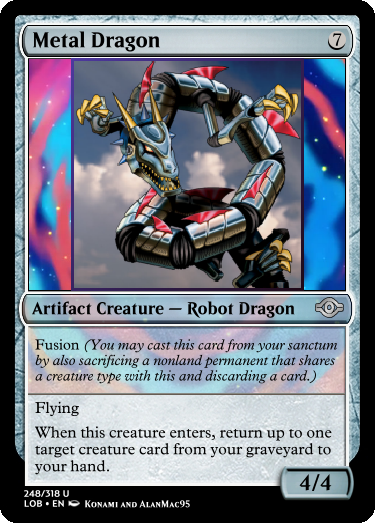 Metal Dragon 7
Artifact Creature — Robot Dragon
Fusion (You may cast this card from your sanctum
by also sacrificing a nonland permanent that shares
a creature type with this and discarding a card.)
Flying
When this creature enters, return up to one
target creature card from your graveyard to
your hand.
4/4
248/318 U
LOB • EN Konami and AlanMac95